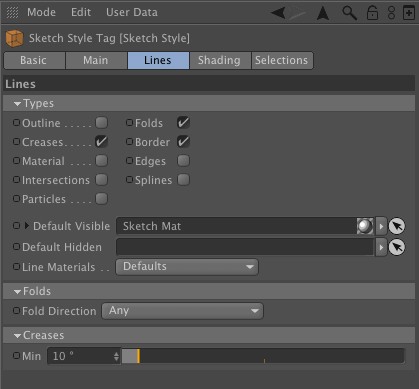 Mode Edit User Data
Sketch Style Tag [Sketch Style]
Basic Main Lines Shading Selections
Lines
Types
Outline . . . . . Folds
Creases. . . . . Border
Material . . . . Edges
Intersections Splines
Particles . . . .
Default Visible Sketch Mat
Default Hidden
Line Materials . . Defaults
Folds
Fold Direction Any
Creases
Min 10 °